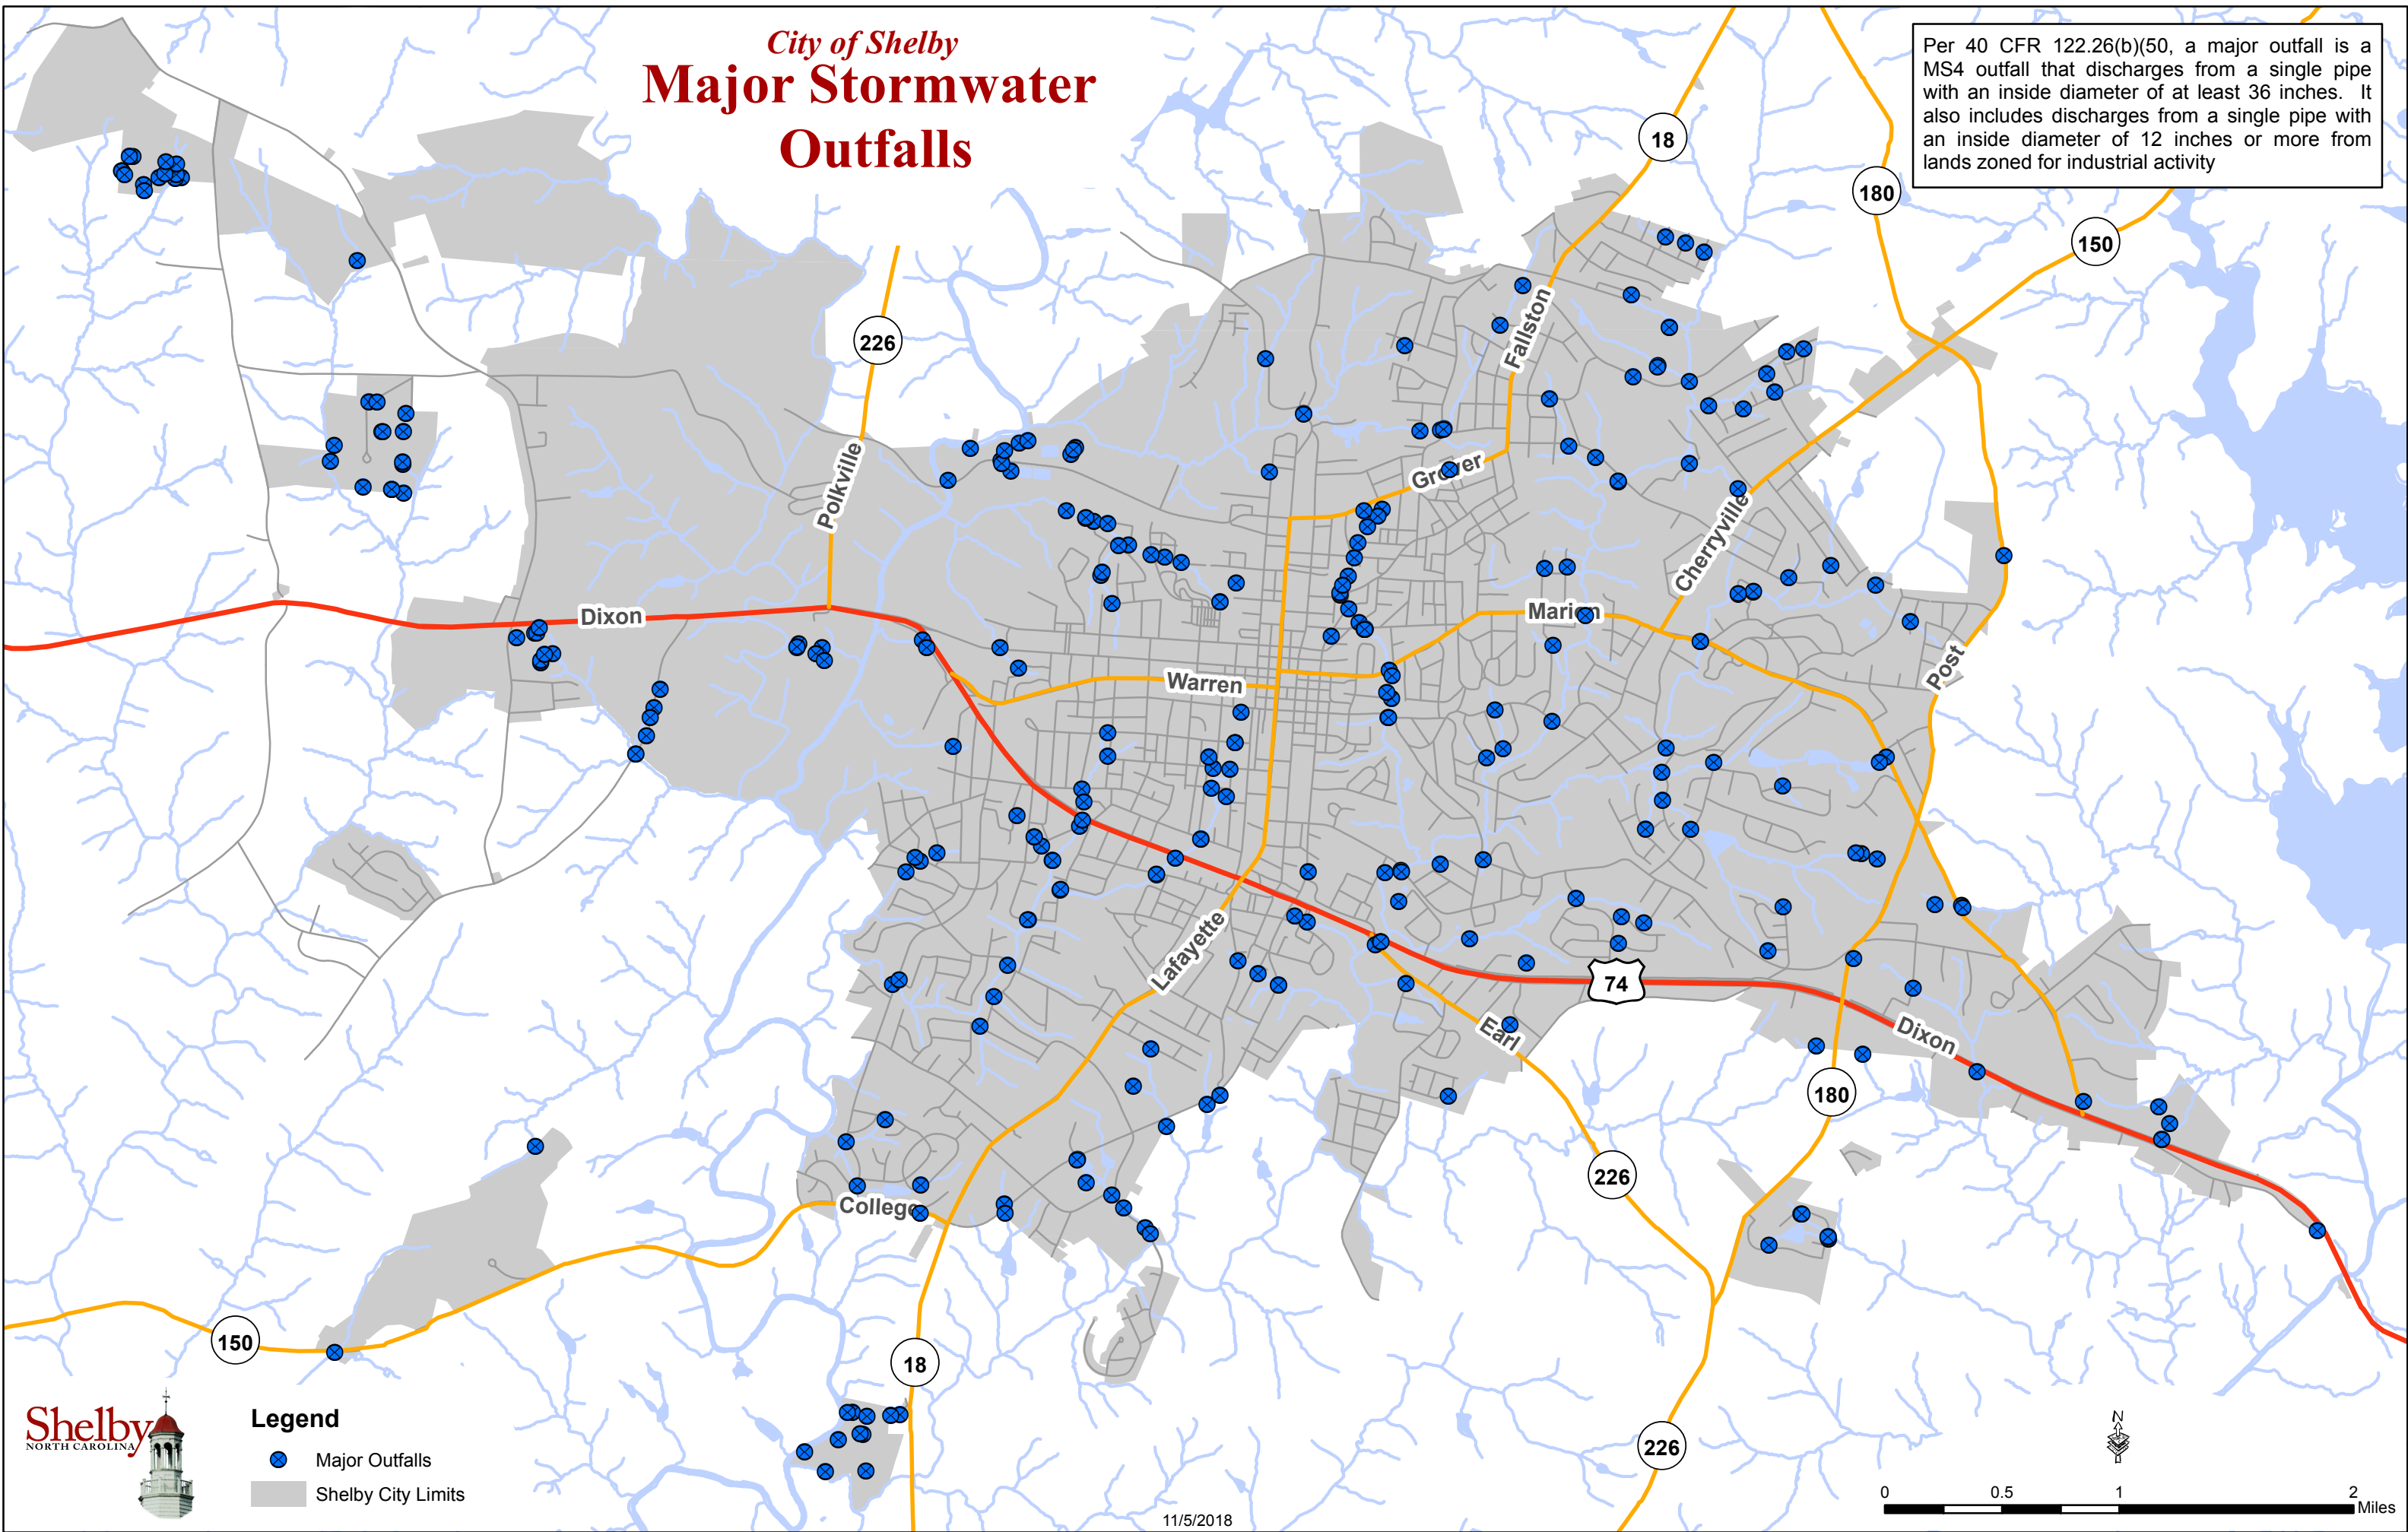 City of Shelby
Major Stormwater
Outfalls
Per 40 CFR 122.26(b)(50, a major outfall is a
MS4 outfall that discharges from a single pipe
with an inside diameter of at least 36 inches. It
also includes discharges from a single pipe with
an inside diameter of 12 inches or more from
lands zoned for industrial activity
18
180
150
226
Fallston
Polkville
Grover
Cherryville
Dixon
Marion
Warren
Post
Lafayette
74
Earl
Dixon
180
226
College
150
18
226
Shelby
NORTH CAROLINA
Legend
Major Outfalls
Shelby City Limits
11/5/2018
N
0 0.5 1 2
Miles